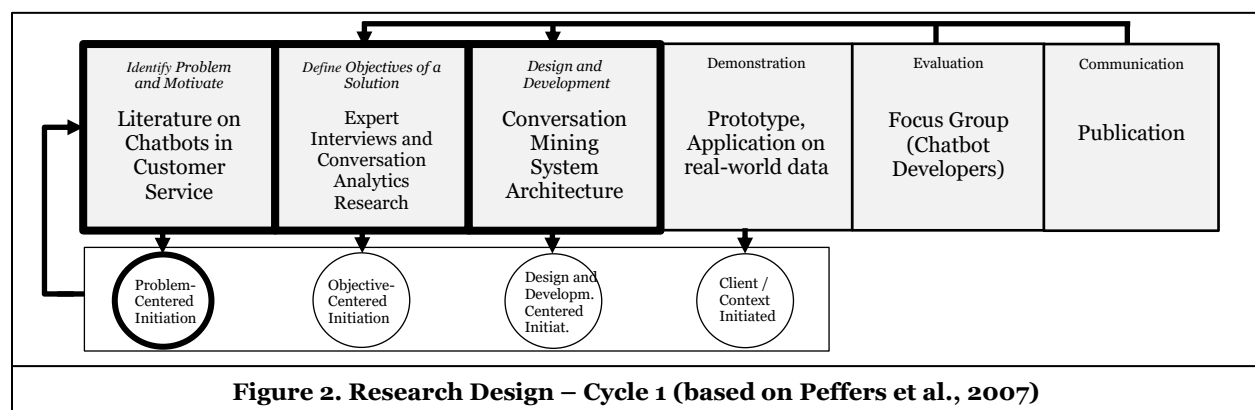 Identify Problem
and Motivate
Literature on
Chatbots in
Customer
Service
Define Objectives of a
Solution
Expert
Interviews and
Conversation
Analytics
Research
Design and
Development
Conversation
Mining
System
Architecture
Demonstration
Prototype,
Application on
real-world data
Evaluation
Focus Group
(Chatbot
Developers)
Communication
Publication
Problem-
Centered
Initiation
Objective-
Centered
Initiation
Design and
Developm.
Centered
Initiat.
Client /
Context
Initiated
Figure 2. Research Design – Cycle 1 (based on Peffers et al., 2007)